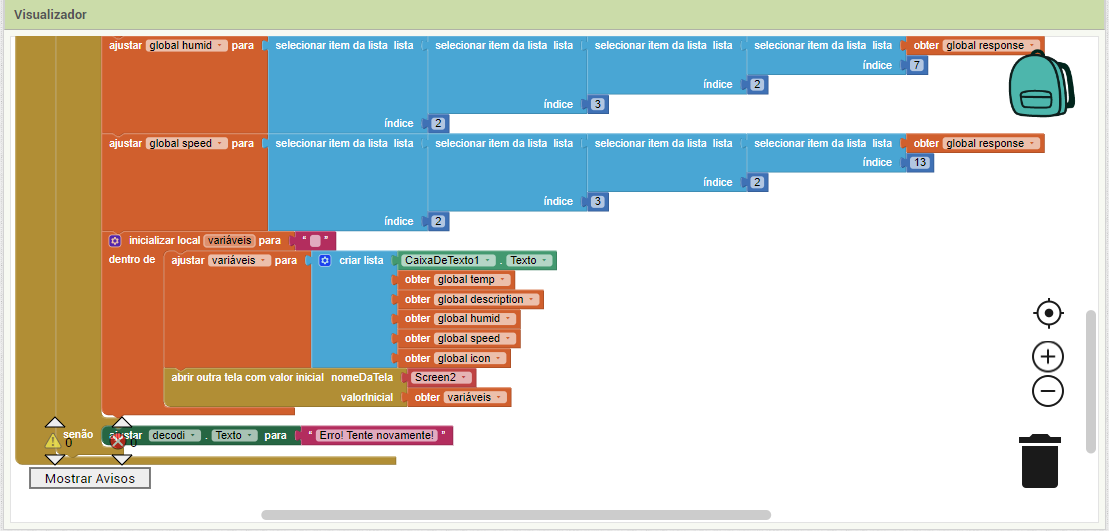 Visualizador
ajustar global humid para selecionar item da lista lista selecionar item da lista lista selecionar item da lista lista selecionar item da lista lista obter global response
índice 7
índice 2
índice 3
índice 2
ajustar global speed para selecionar item da lista lista selecionar item da lista lista selecionar item da lista lista selecionar item da lista lista obter global response
índice 13
índice 2
índice 3
índice 2
inicializar local variáveis para " "
dentro de ajustar variáveis para criar lista CaixaDeTexto1 . Texto
obter global temp
obter global description
obter global humid
obter global speed
obter global icon
abrir outra tela com valor inicial nomeDaTela Screen2
valorInicial obter variáveis
senão ajustar decodi . Texto para " Erro! Tente novamente! "
0 0
Mostrar Avisos